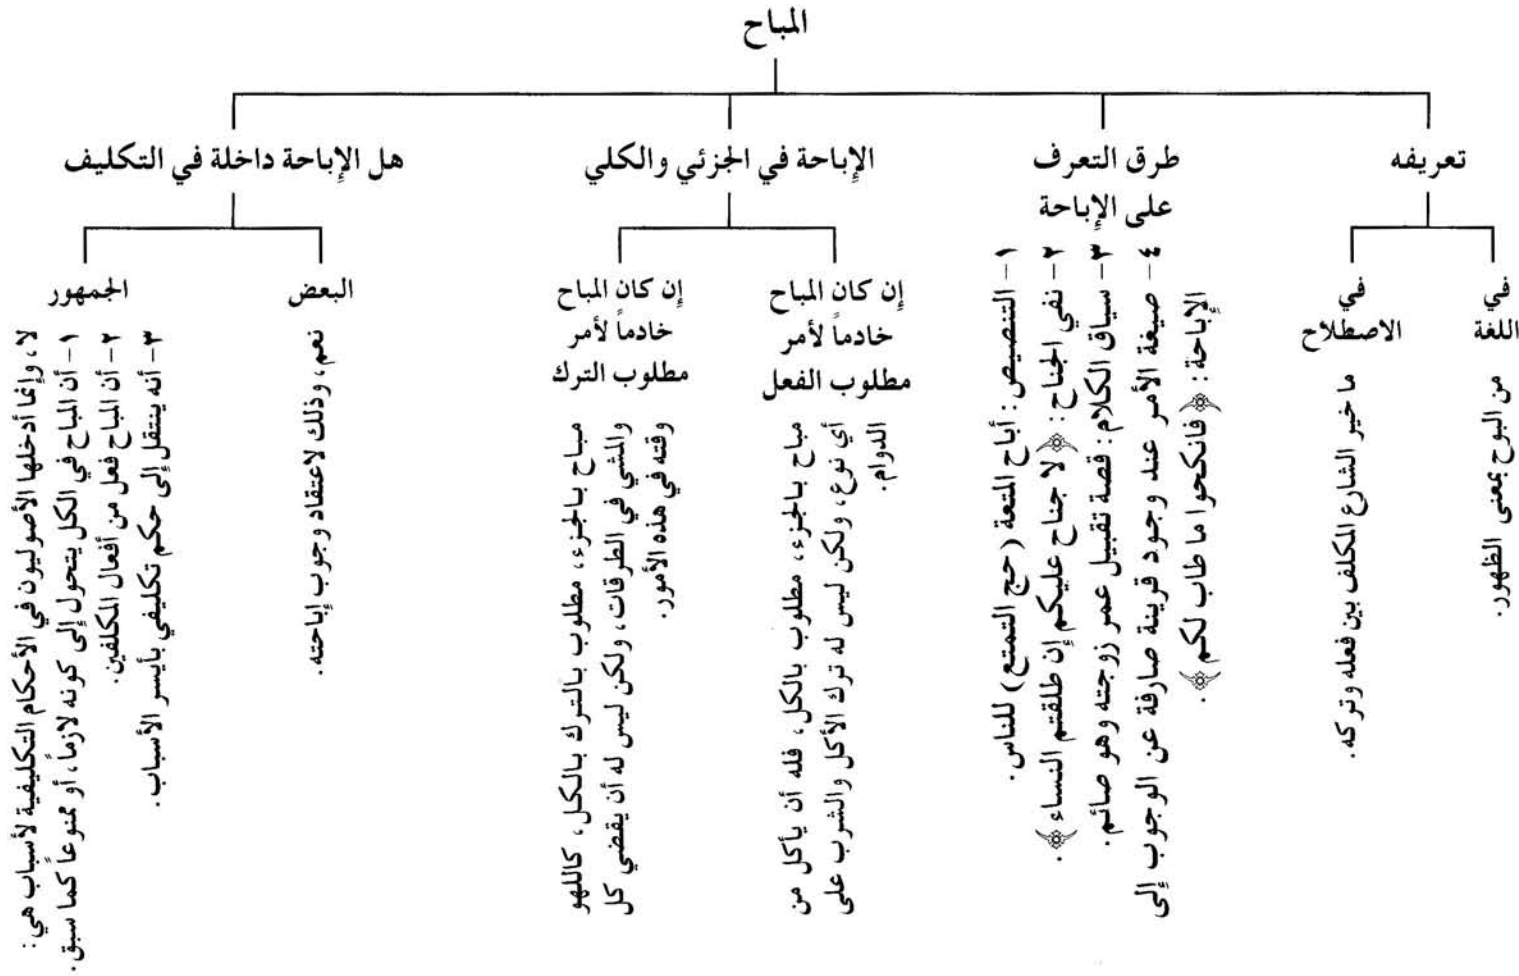 المباح
تعريفه
في
اللغة
من البوح بمعنى الظهور.
في
الاصطلاح
ما خير الشارع المكلف بين فعله وتركه.
طرق التعرف
على الإباحة
١- التنصيص: أباح المتعة (حج التمتع) للناس.
٢- نفي الجناح: ﴿لا جناح عليكم إن طلقتم النساء﴾.
٣- سياق الكلام: قصة تقبيل عمر زوجته وهو صائم.
٤- صيغة الأمر عند وجود قرينة صارفة عن الوجوب إلى
الإباحة: ﴿فانكحوا ما طاب لكم﴾.
الإباحة في الجزئي والكلي
إن كان المباح
خادماً لأمر
مطلوب الفعل
مباح بالجزء، مطلوب بالكل، فله أن يأكل من
أي نوع، ولكن ليس له ترك الأكل والشرب على
الدوام.
إن كان المباح
خادماً لأمر
مطلوب الترك
مباح بالجزء، مطلوب بالترك بالكل، كاللهو
والمشي في الطرقات، ولكن ليس له أن يقضي كل
وقته في هذه الأمور.
هل الإباحة داخلة في التكليف
البعض
نعم، وذلك لاعتقاد وجوب إباحته.
الجمهور
لا، وإنما أدخلها الأصوليون في الأحكام التكليفية لأسباب هي:
١- أن المباح في الكل يتحول إلى كونه لازماً، أو ممنوعاً كما سبق.
٢- أن المباح فعل من أفعال المكلفين.
٣- أنه ينتقل إلى حكم تكليفي بأيسر الأسباب.